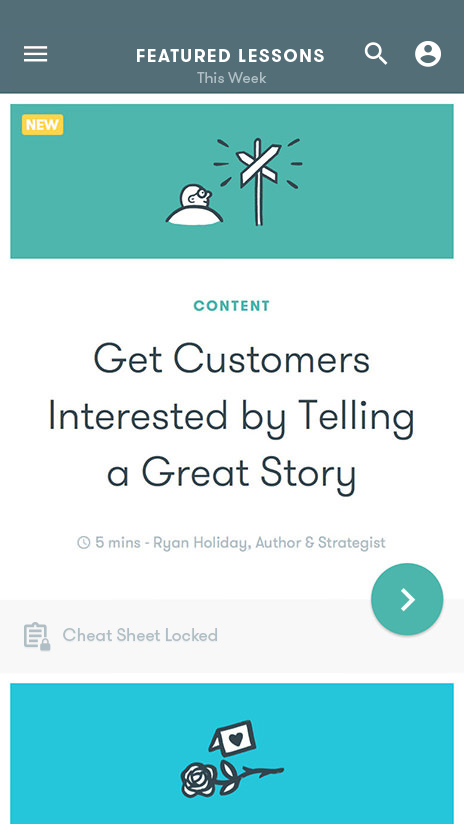 FEATURED LESSONS
This Week
NEW
CONTENT
Get Customers
Interested by Telling
a Great Story
5 mins - Ryan Holiday, Author & Strategist
Cheat Sheet Locked